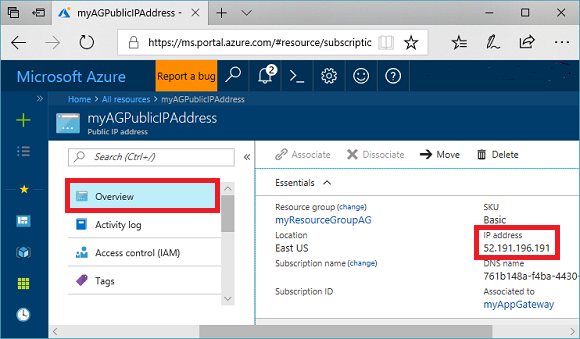 myAGPublicIPAddress -
https://ms.portal.azure.com/#resource/subscriptic
Microsoft Azure
Report a bug
2
Home > All resources > myAGPublicIPAddress
myAGPublicIPAddress
Public IP address
Search (Ctrl+/)
Overview
Activity log
Access control (IAM)
Tags
Associate
Dissociate
Move
Delete
Essentials
Resource group (change)
myResourceGroupAG
Location
East US
Subscription name (change)
Subscription ID
SKU
Basic
IP address
52.191.196.191
DNS name
761b148a-f4ba-4430-
Associated to
myAppGateway